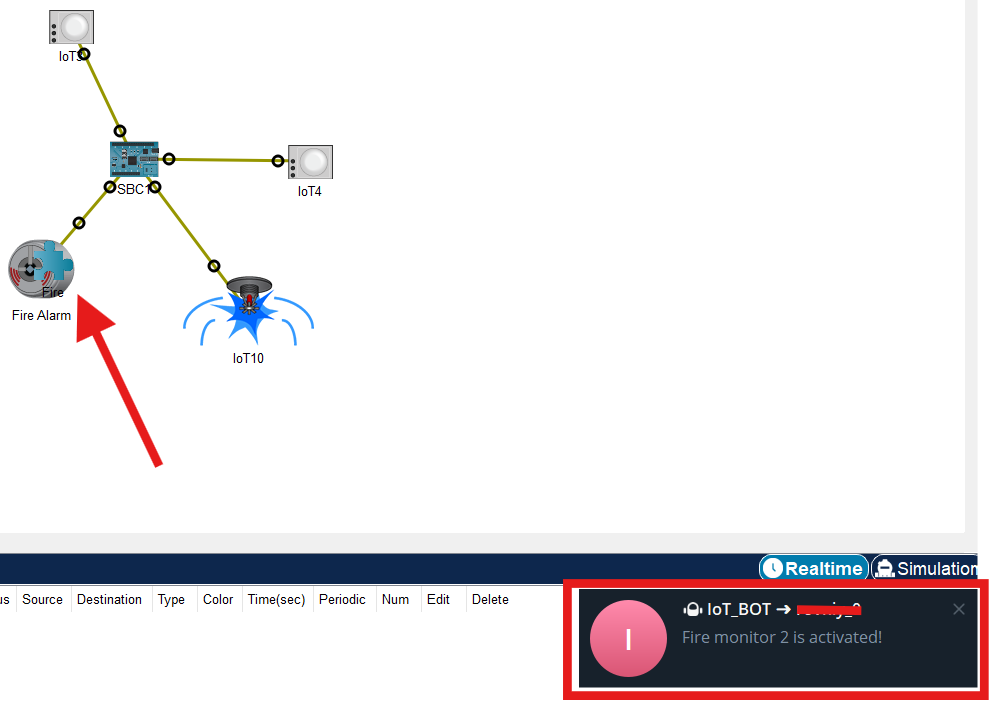 IoT3
SBC1
IoT4
Fire
Fire Alarm
IoT10
Realtime
Simulation
us Source Destination Type Color Time(sec) Periodic Num Edit Delete
I
IoT_BOT →
Fire monitor 2 is activated!